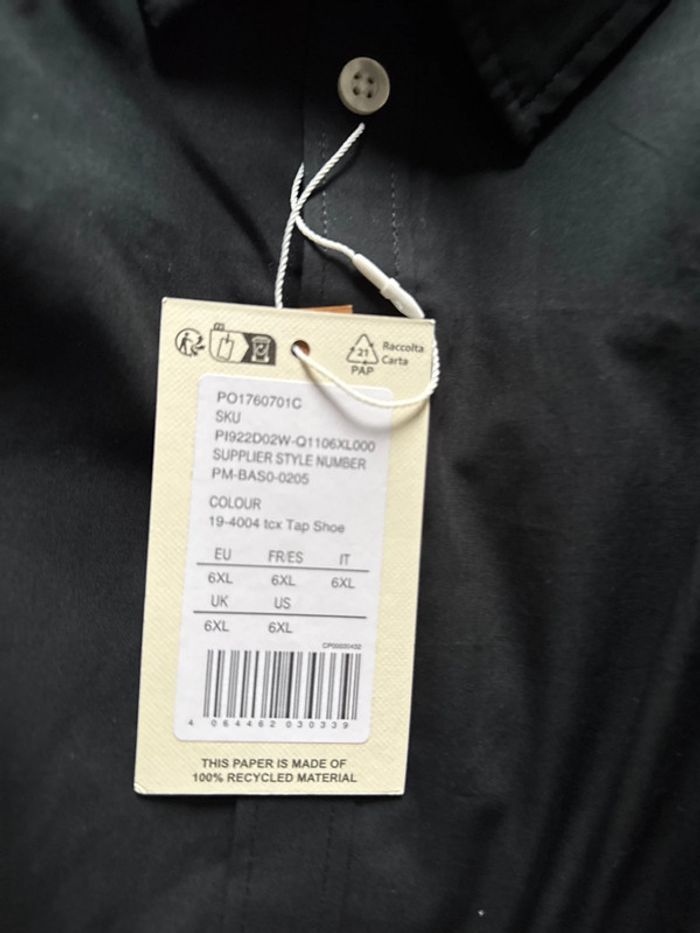 21
PAP
Raccolta
Carta
PO1760701C
SKU
PI922D02W-Q1106XL000
SUPPLIER STYLE NUMBER
PM-BAS0-0205
COLOUR
19-4004 tcx Tap Shoe
EU FR/ES IT
6XL 6XL 6XL
UK US
6XL 6XL
CP00030432
4 064462 030339
THIS PAPER IS MADE OF
100% RECYCLED MATERIAL